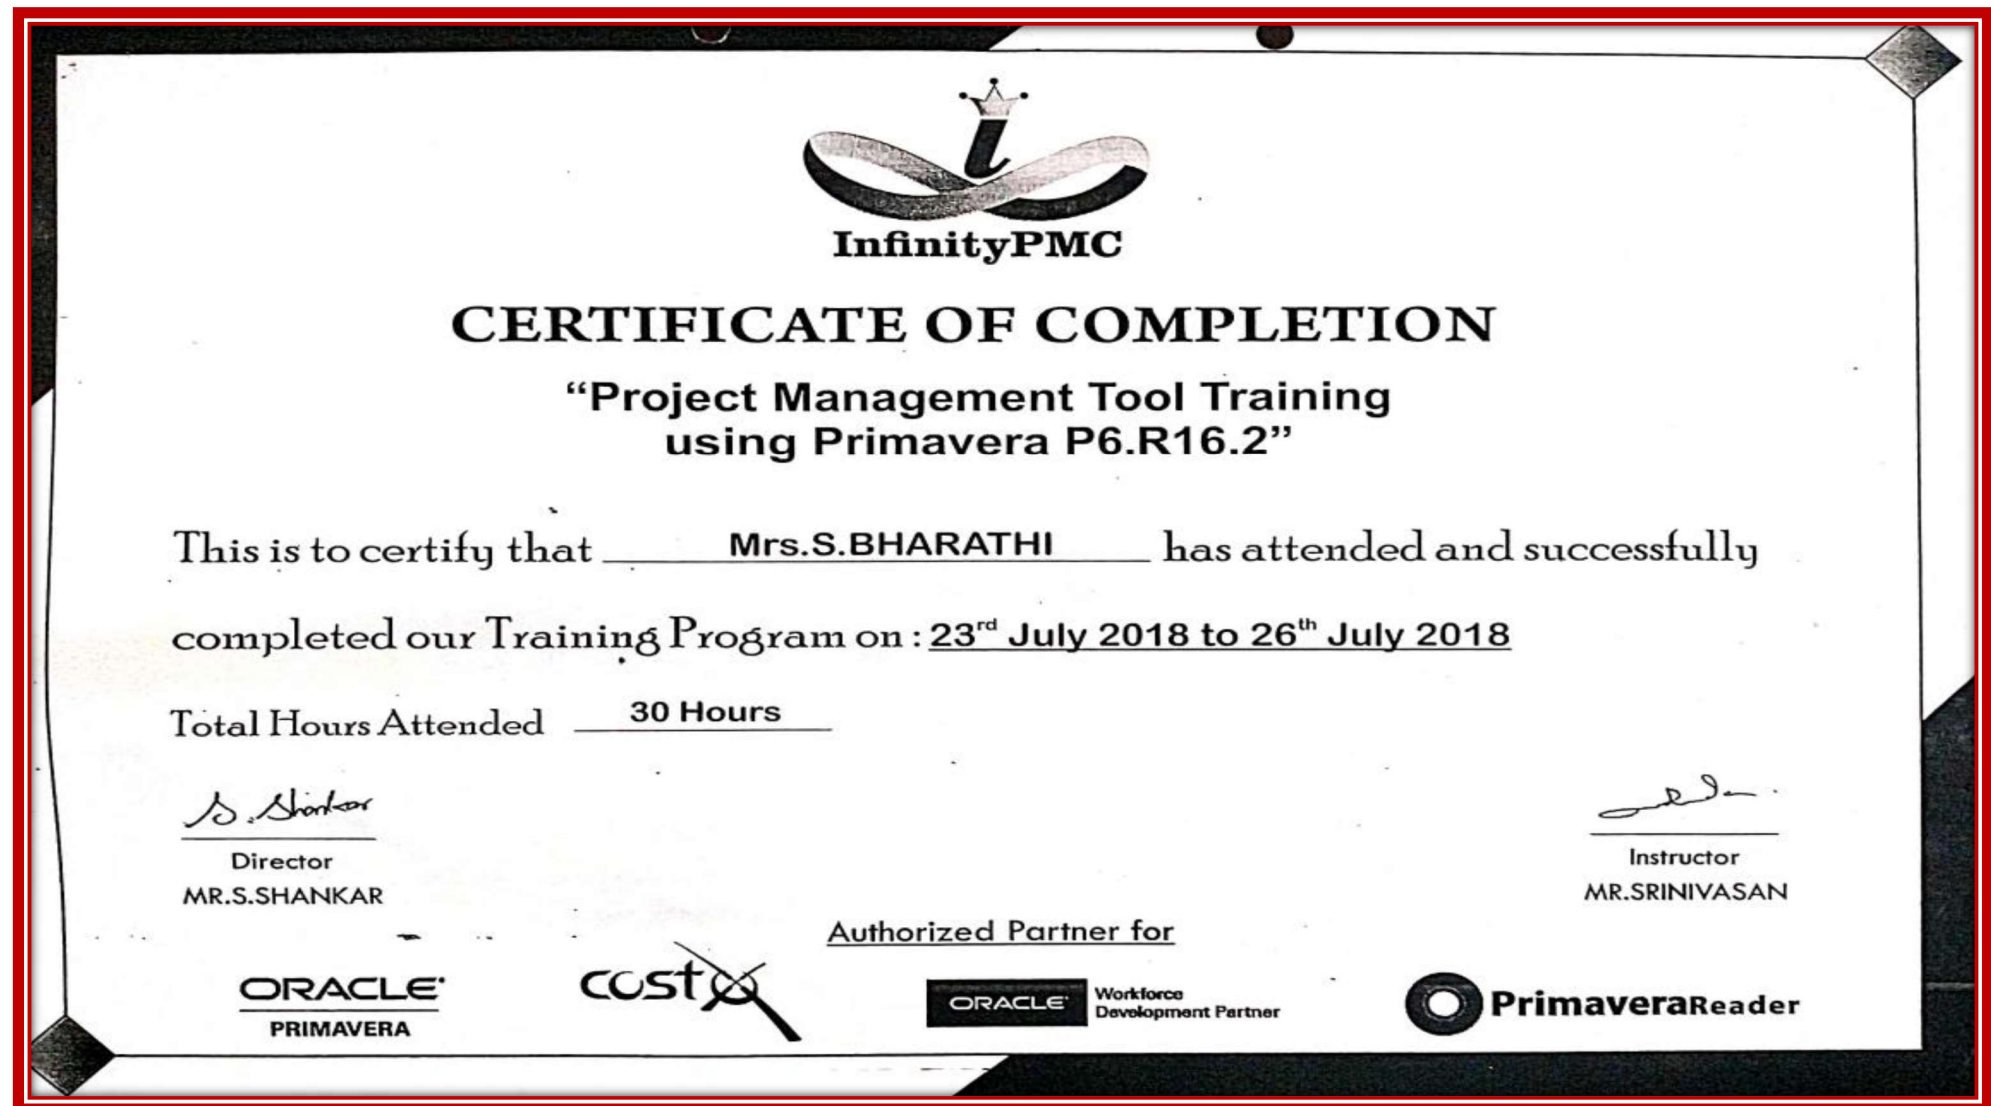 i
InfinityPMC
CERTIFICATE OF COMPLETION
“Project Management Tool Training
using Primavera P6.R16.2”
This is to certify that Mrs.S.BHARATHI has attended and successfully
completed our Training Program on : 23rd July 2018 to 26th July 2018
Total Hours Attended 30 Hours
S. Shankar
Director
MR.S.SHANKAR
Instructor
MR.SRINIVASAN
Authorized Partner for
ORACLE
PRIMAVERA
costX
ORACLE
Workforce
Development Partner
PrimaveraReader